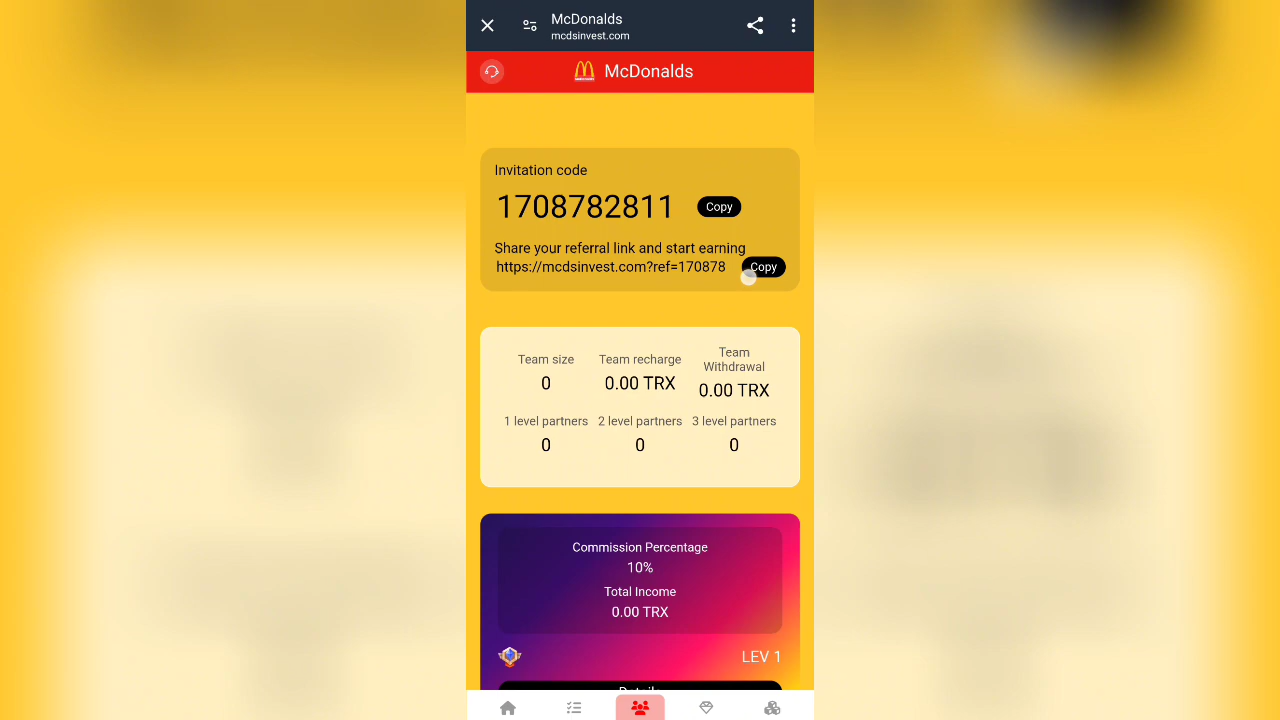 McDonalds
mcdsinvest.com
McDonalds
Invitation code
1708782811 Copy
Share your referral link and start earning
https://mcdsinvest.com?ref=170878 Copy
Team size Team recharge Team Withdrawal
0 0.00 TRX 0.00 TRX
1 level partners 2 level partners 3 level partners
0 0 0
Commission Percentage
10%
Total Income
0.00 TRX
LEV 1